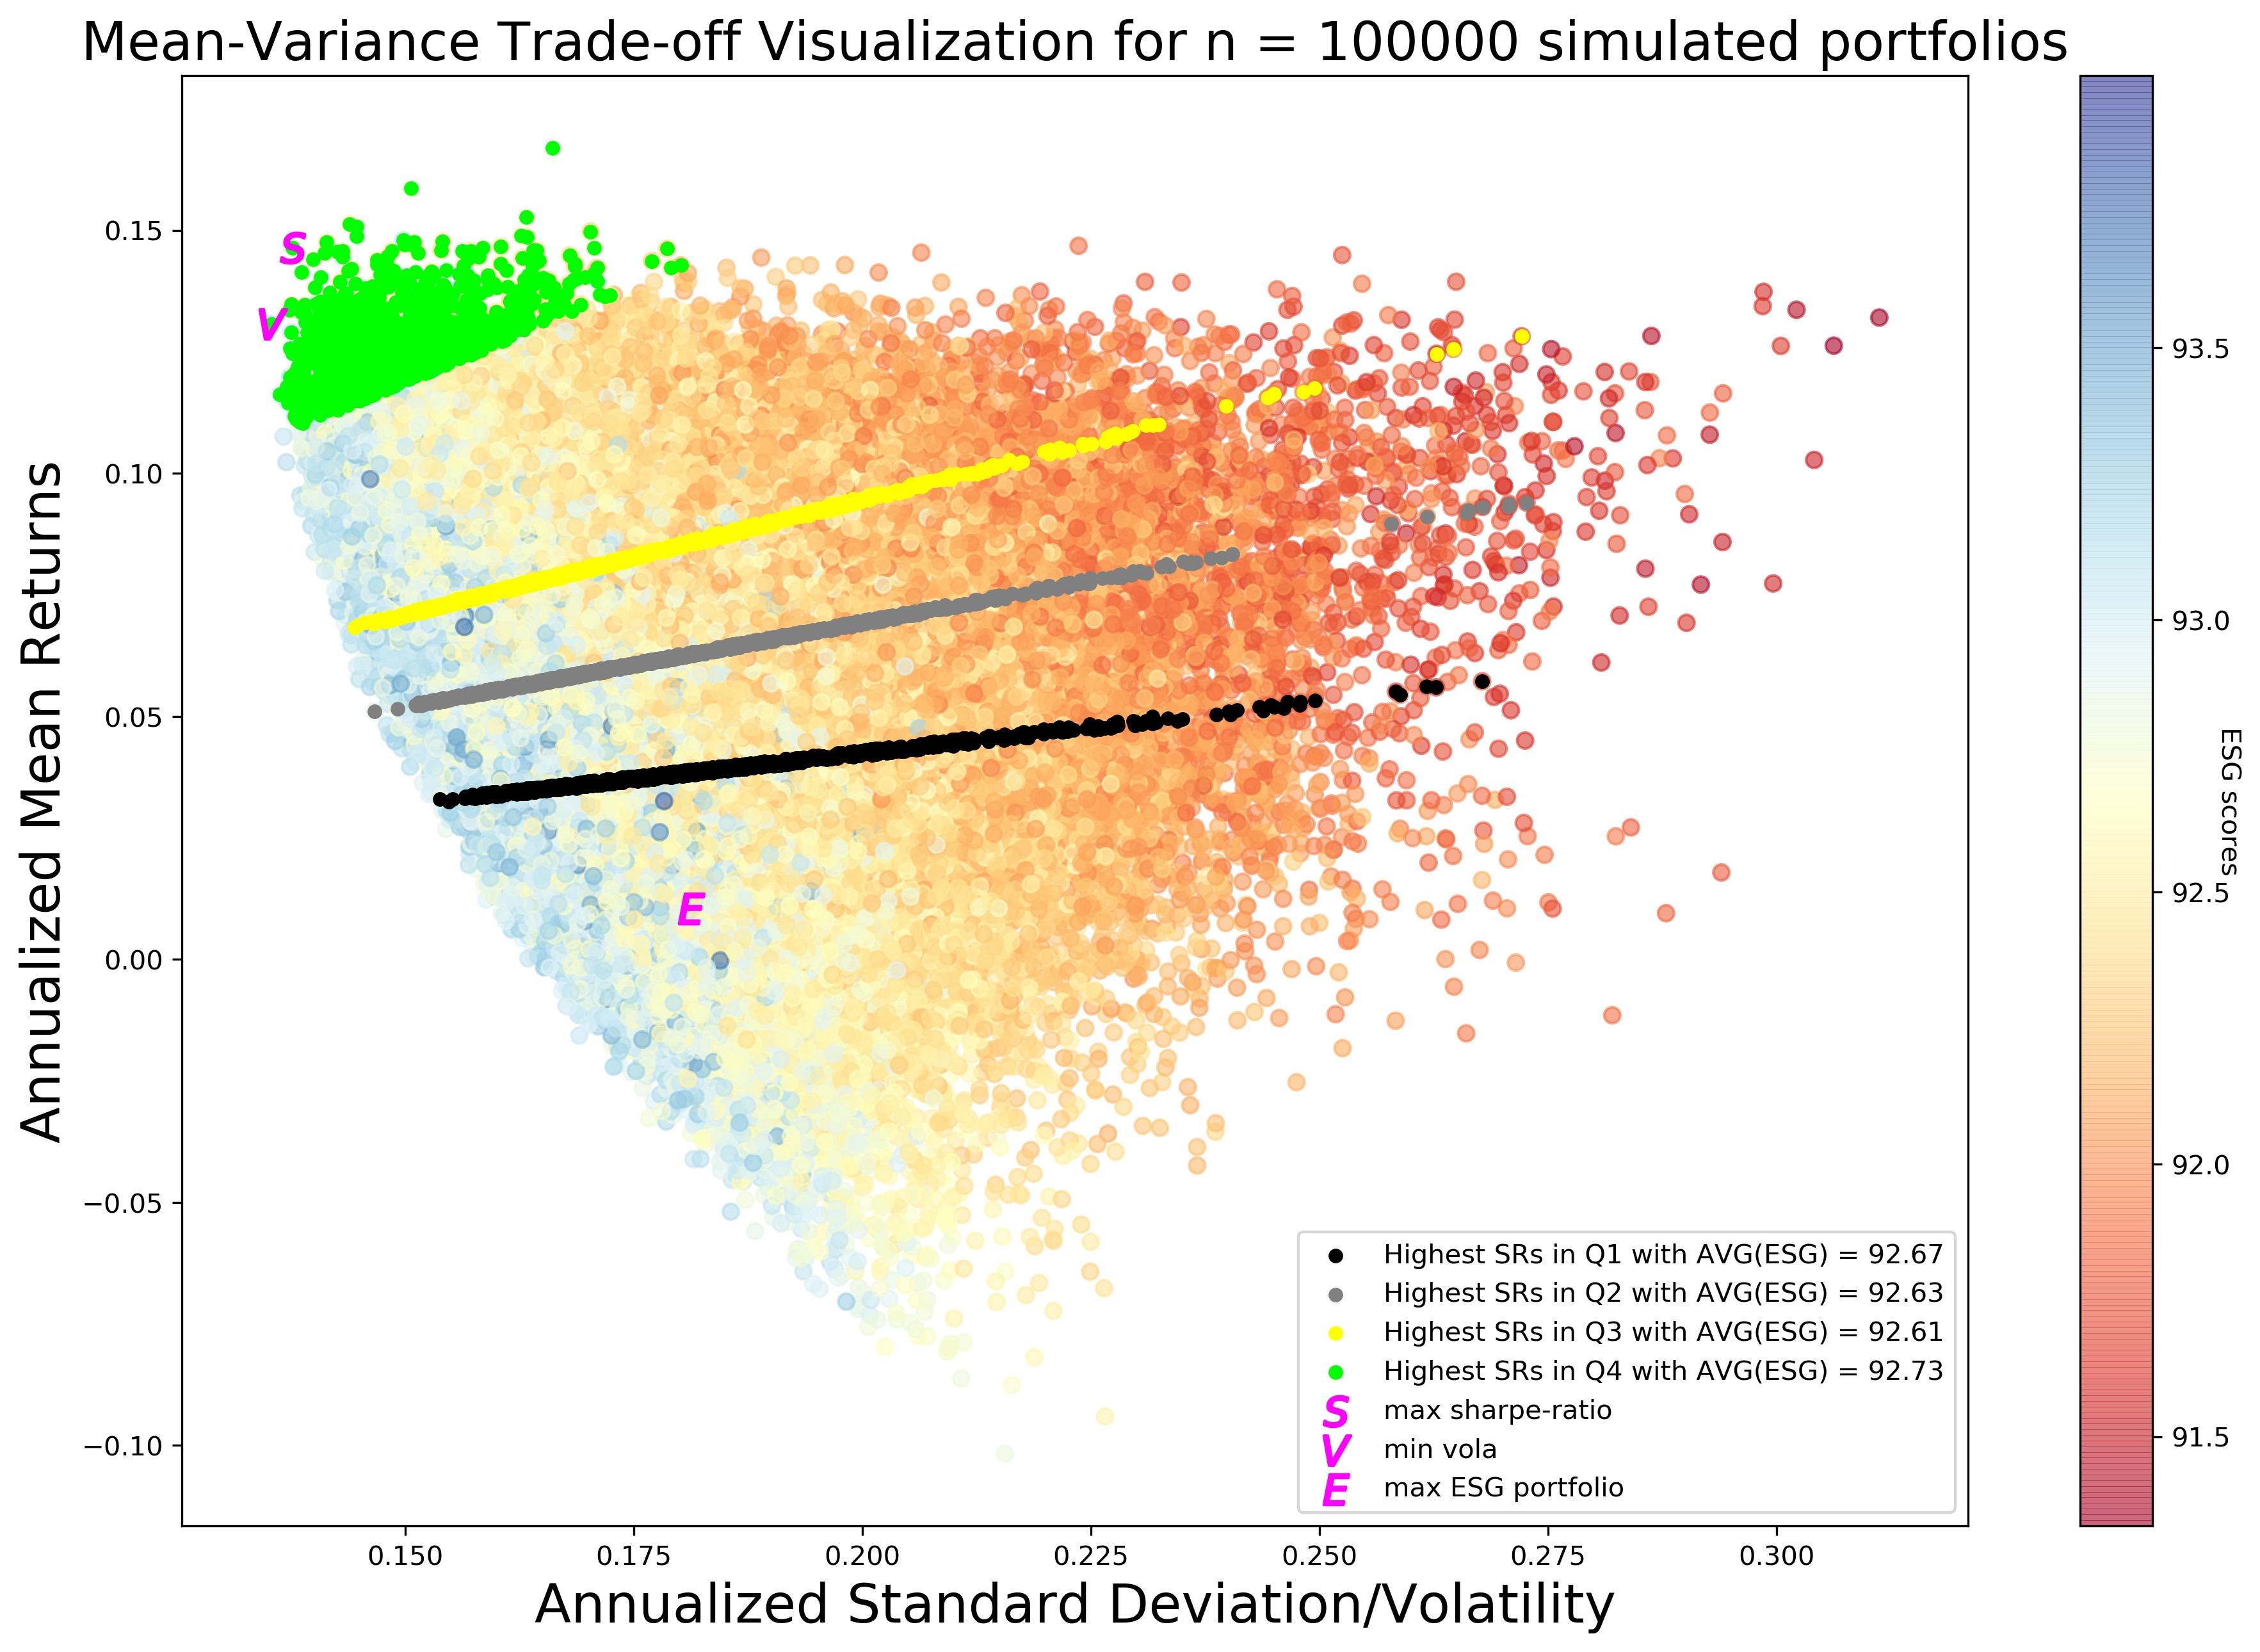 Mean-Variance Trade-off Visualization for n = 100000 simulated portfolios
Annualized Mean Returns
0.15
0.10
0.05
0.00
−0.05
−0.10
S
V
E
Highest SRs in Q1 with AVG(ESG) = 92.67
Highest SRs in Q2 with AVG(ESG) = 92.63
Highest SRs in Q3 with AVG(ESG) = 92.61
Highest SRs in Q4 with AVG(ESG) = 92.73
S max sharpe-ratio
V min vola
E max ESG portfolio
0.150 0.175 0.200 0.225 0.250 0.275 0.300
Annualized Standard Deviation/Volatility
93.5
93.0
92.5
92.0
91.5
ESG scores